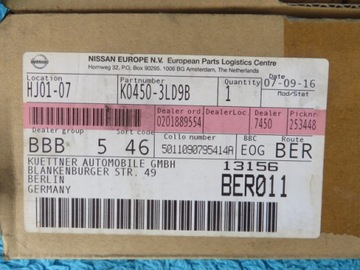 NISSAN EUROPE N.V. European Parts Logistics Centre
Hornweg 32, P.O. Box 90295, 1006 BG Amsterdam, The Netherlands
Location Partnumber Quantity 07-09-16
HJ01-07 K0450-3LD9B 1 Mod/Stat
Dealer ord. DealerLoc. Dealer Picknr
0201889554 7450 253448
Dealer group Sort code Collo number BBC Route
BBB 5 46 5011090795414A EOG BER
KUETTNER AUTOMOBILE GMBH 13156
BLANKENBURGER STR. 49 BER011
BERLIN
GERMANY